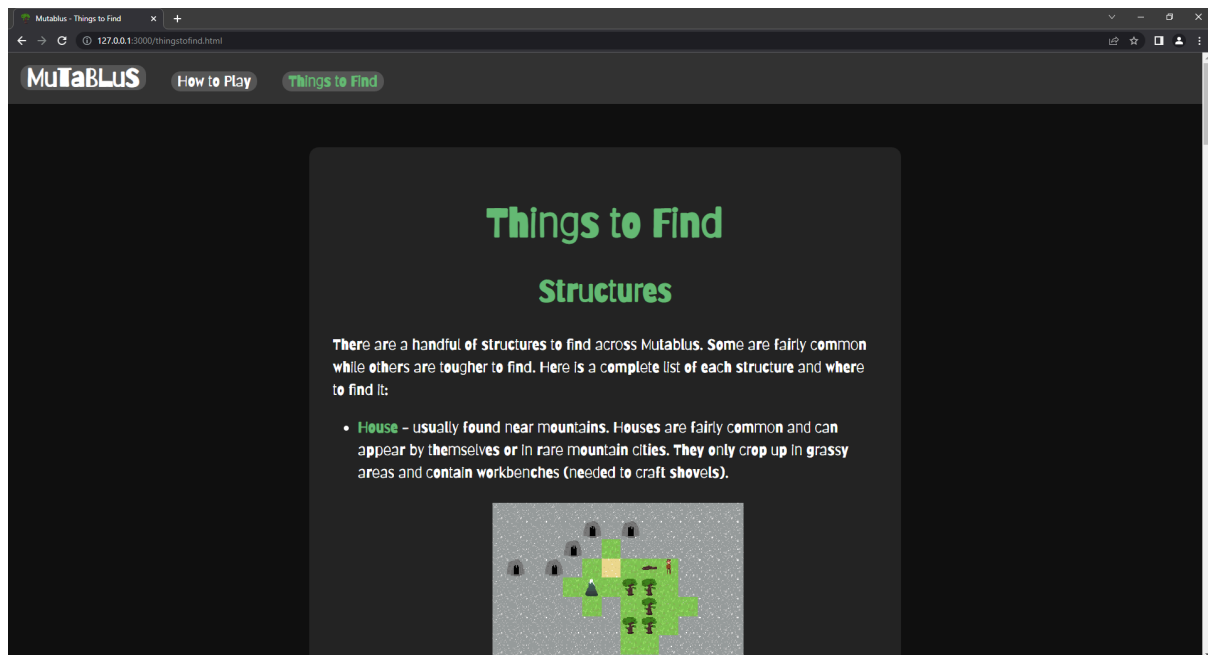 Mutablus - Things to Find
127.0.0.1:3000/thingstofind.html
MuTaBLuS How to Play Things to Find
Things to Find
Structures
There are a handful of structures to find across Mutablus. Some are fairly common
while others are tougher to find. Here is a complete list of each structure and where
to find it:
• House - usually found near mountains. Houses are fairly common and can
appear by themselves or in rare mountain cities. They only crop up in grassy
areas and contain workbenches (needed to craft shovels).